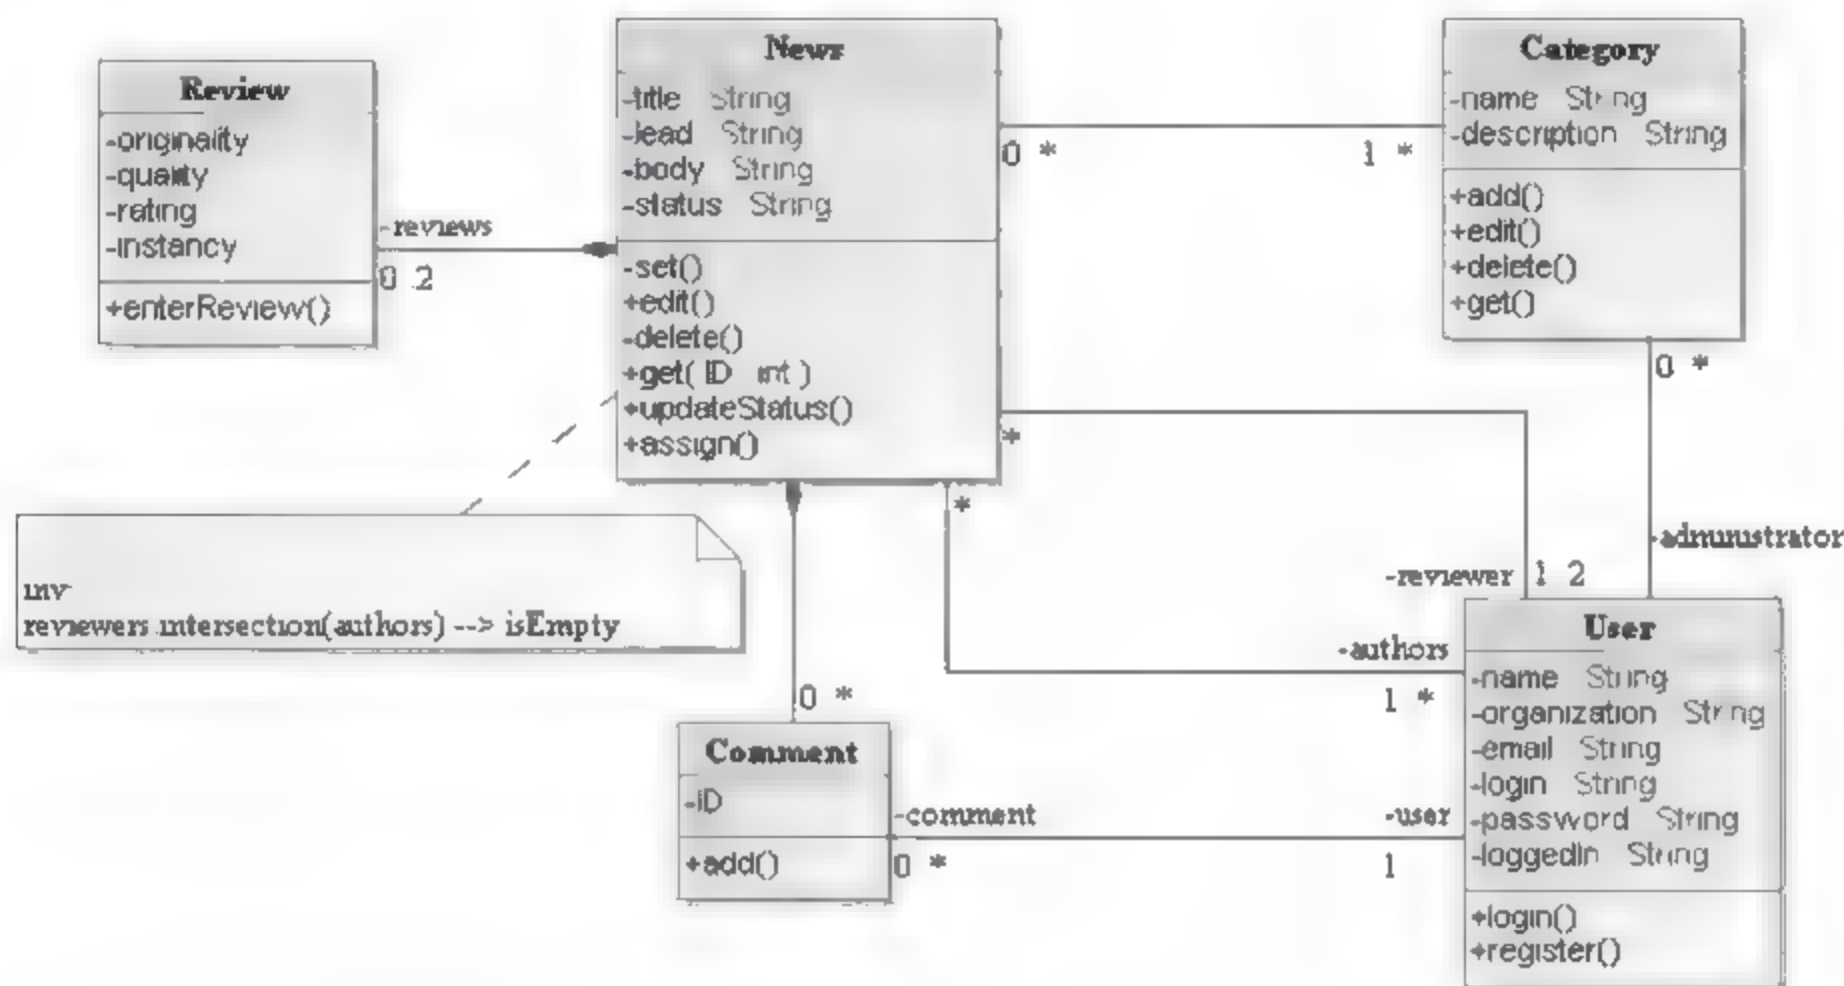 Review
-originality
-quality
-rating
-instancy
+enterReview()
-reviews
0 2
News
-title String
-lead String
-body String
-status String
-set()
+edit()
-delete()
+get( ID int )
+updateStatus()
+assign()
0 *
1 *
Category
-name String
-description String
+add()
+edit()
+delete()
+get()
0 *
*
*
-administrator
-reviewer 1 2
inv
reviewers intersection(authors) --> isEmpty
-authors
1 *
0 *
Comment
-ID
+add()
-comment
0 *
-user
1
User
-name String
-organization String
-email String
-login String
-password String
-loggedIn String
+login()
+register()